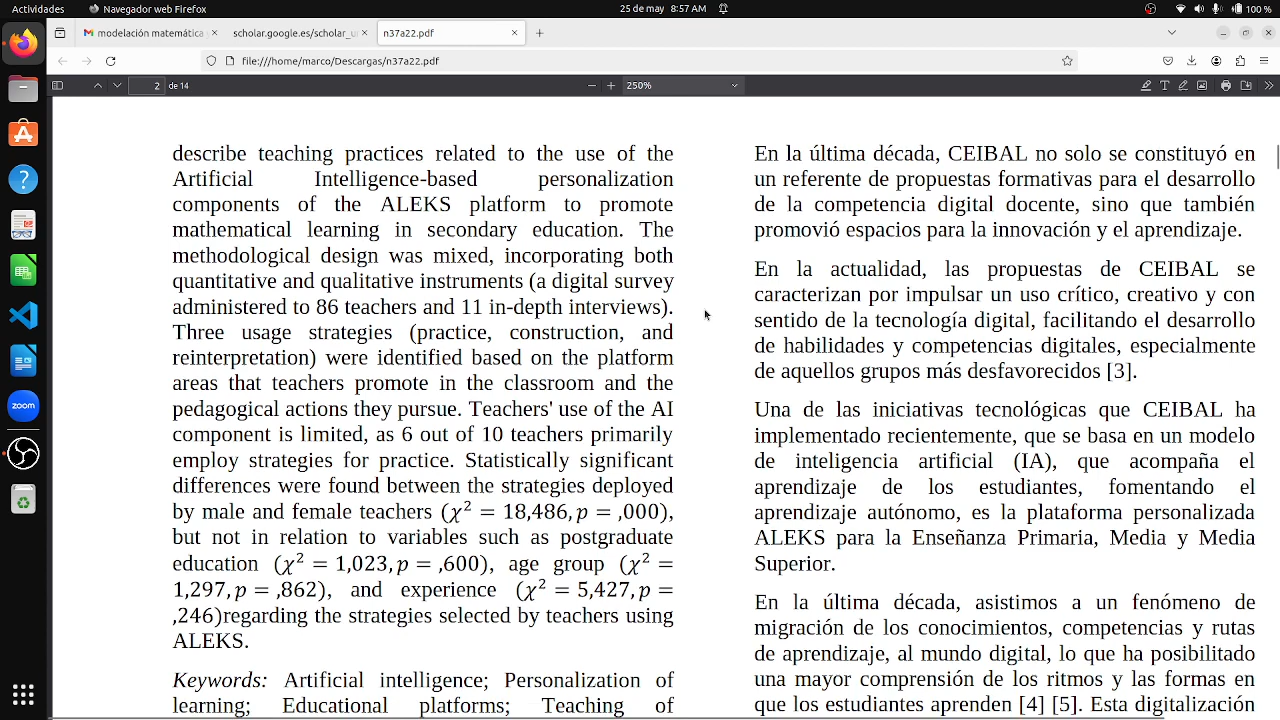 Actividades
Navegador web Firefox
25 de may 8:57 AM
100 %
modelación matemática
scholar.google.es/scholar_u
n37a22.pdf
file:///home/marco/Descargas/n37a22.pdf
2 de 14
250%
describe teaching practices related to the use of the
Artificial Intelligence-based personalization
components of the ALEKS platform to promote
mathematical learning in secondary education. The
methodological design was mixed, incorporating both
quantitative and qualitative instruments (a digital survey
administered to 86 teachers and 11 in-depth interviews).
Three usage strategies (practice, construction, and
reinterpretation) were identified based on the platform
areas that teachers promote in the classroom and the
pedagogical actions they pursue. Teachers' use of the AI
component is limited, as 6 out of 10 teachers primarily
employ strategies for practice. Statistically significant
differences were found between the strategies deployed
by male and female teachers (χ² = 18,486, p = ,000),
but not in relation to variables such as postgraduate
education (χ² = 1,023, p = ,600), age group (χ² =
1,297, p = ,862), and experience (χ² = 5,427, p =
,246)regarding the strategies selected by teachers using
ALEKS.
Keywords: Artificial intelligence; Personalization of
learning; Educational platforms; Teaching of
En la última década, CEIBAL no solo se constituyó en
un referente de propuestas formativas para el desarrollo
de la competencia digital docente, sino que también
promovió espacios para la innovación y el aprendizaje.
En la actualidad, las propuestas de CEIBAL se
caracterizan por impulsar un uso crítico, creativo y con
sentido de la tecnología digital, facilitando el desarrollo
de habilidades y competencias digitales, especialmente
de aquellos grupos más desfavorecidos [3].
Una de las iniciativas tecnológicas que CEIBAL ha
implementado recientemente, que se basa en un modelo
de inteligencia artificial (IA), que acompaña el
aprendizaje de los estudiantes, fomentando el
aprendizaje autónomo, es la plataforma personalizada
ALEKS para la Enseñanza Primaria, Media y Media
Superior.
En la última década, asistimos a un fenómeno de
migración de los conocimientos, competencias y rutas
de aprendizaje, al mundo digital, lo que ha posibilitado
una mayor comprensión de los ritmos y las formas en
que los estudiantes aprenden [4] [5]. Esta digitalización
zoom